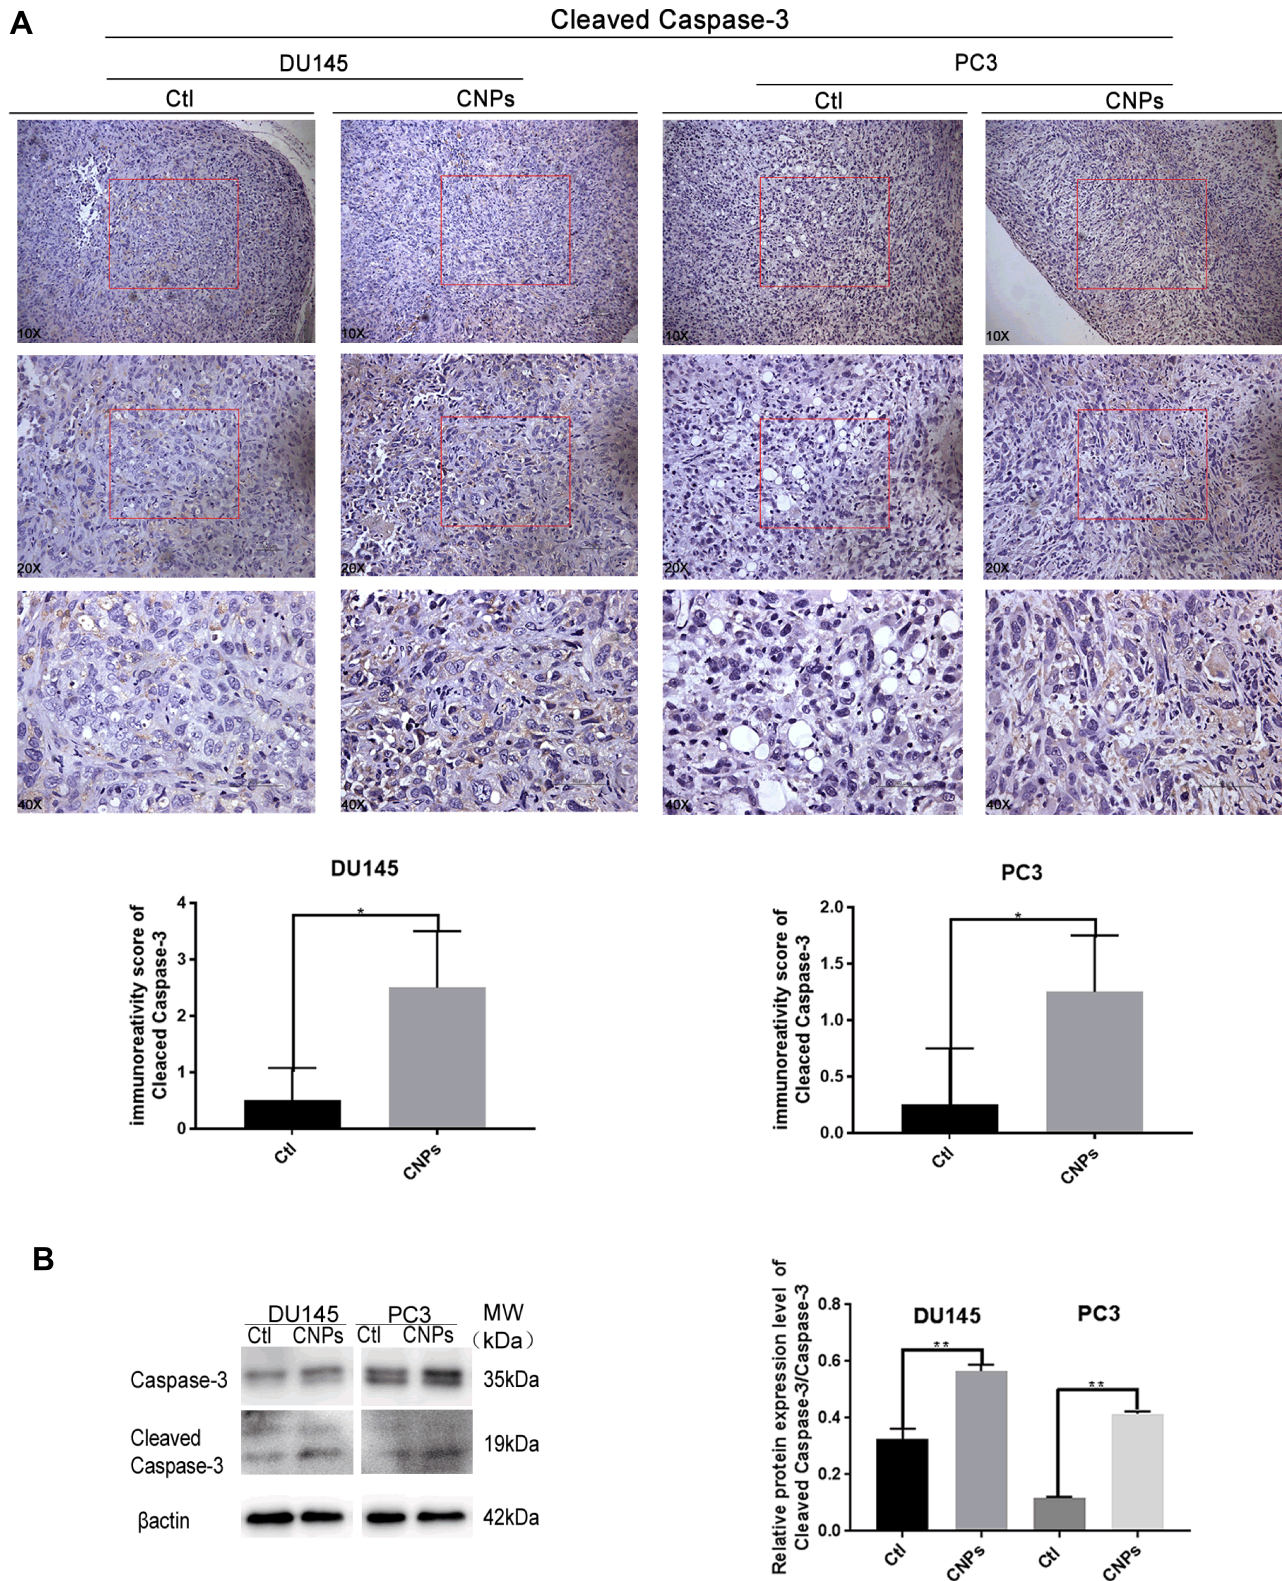 A
Cleaved Caspase-3
DU145
PC3
Ctl
CNPs
Ctl
CNPs
10X
10X
10X
10X
20X
20X
20X
20X
40X
40X
40X
40X
DU145
immunoreativity score of
Cleaced Caspase-3
4
3
2
1
0
*
Ctl
CNPs
PC3
immunoreativity score of
Cleaced Caspase-3
2.0
1.5
1.0
0.5
0.0
*
Ctl
CNPs
B
DU145
PC3
MW
Ctl
CNPs
Ctl
CNPs
(kDa)
Caspase-3
35kDa
Cleaved
Caspase-3
19kDa
βactin
42kDa
Relative protein expression level of
Cleaved Caspase-3/Caspase-3
0.8
0.6
0.4
0.2
0.0
DU145
PC3
**
**
Ctl
CNPs
Ctl
CNPs